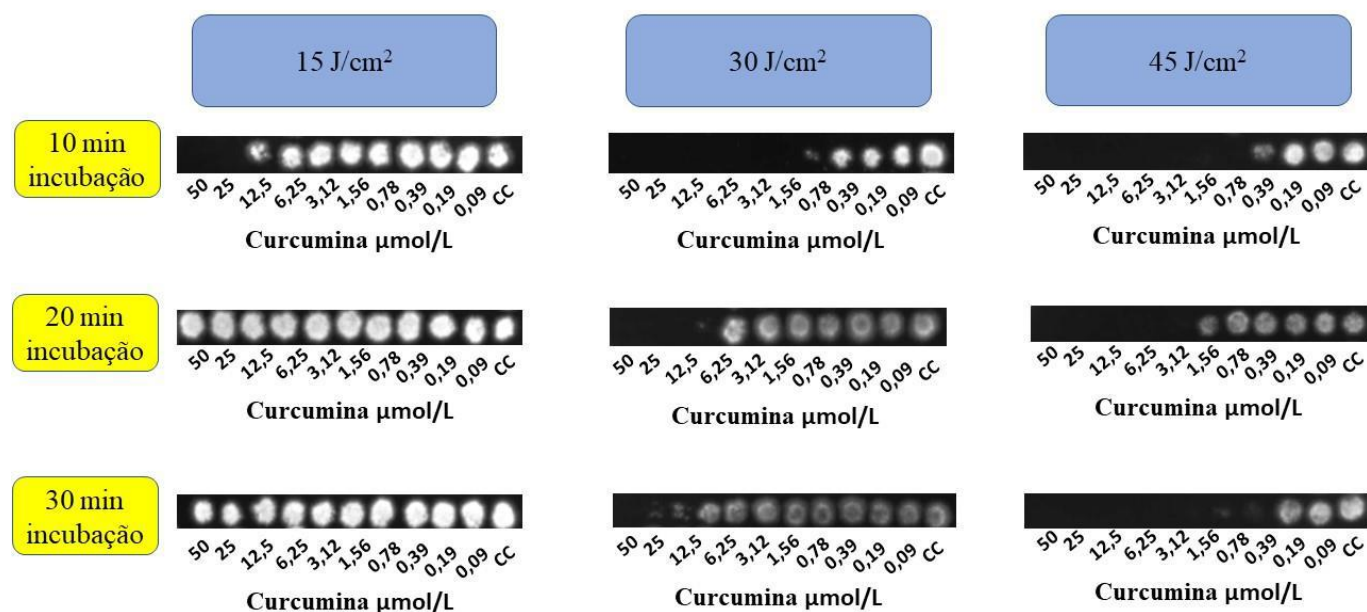 15 J/cm²
30 J/cm²
45 J/cm²
10 min
incubação
50 25 12,5 6,25 3,12 1,56 0,78 0,39 0,19 0,09 CC
Curcumina µmol/L
50 25 12,5 6,25 3,12 1,56 0,78 0,39 0,19 0,09 CC
Curcumina µmol/L
50 25 12,5 6,25 3,12 1,56 0,78 0,39 0,19 0,09 CC
Curcumina µmol/L
20 min
incubação
50 25 12,5 6,25 3,12 1,56 0,78 0,39 0,19 0,09 CC
Curcumina µmol/L
50 25 12,5 6,25 3,12 1,56 0,78 0,39 0,19 0,09 CC
Curcumina µmol/L
50 25 12,5 6,25 3,12 1,56 0,78 0,39 0,19 0,09 CC
Curcumina µmol/L
30 min
incubação
50 25 12,5 6,25 3,12 1,56 0,78 0,39 0,19 0,09 CC
Curcumina µmol/L
50 25 12,5 6,25 3,12 1,56 0,78 0,39 0,19 0,09 CC
Curcumina µmol/L
50 25 12,5 6,25 3,12 1,56 0,78 0,39 0,19 0,09 CC
Curcumina µmol/L